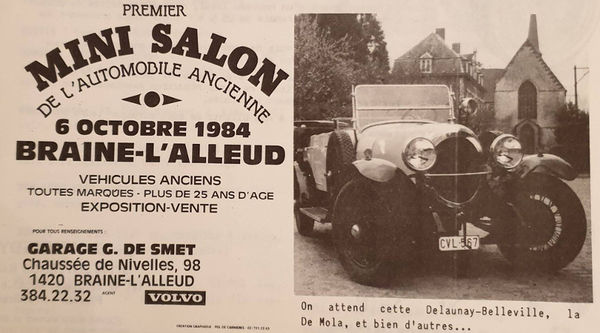 PREMIER
MINI SALON
DE L'AUTOMOBILE ANCIENNE
6 OCTOBRE 1984
BRAINE-L'ALLEUD
VEHICULES ANCIENS
TOUTES MARQUES - PLUS DE 25 ANS D'AGE
EXPOSITION-VENTE
POUR TOUS RENSEIGNEMENTS :
GARAGE G. DE SMET
Chaussée de Nivelles, 98
1420 BRAINE-L'ALLEUD
384.22.32 AGENT VOLVO
CREATION GRAPHIQUE
CVL-567
On attend cette Delaunay-Belleville, la
De Mola, et bien d'autres...